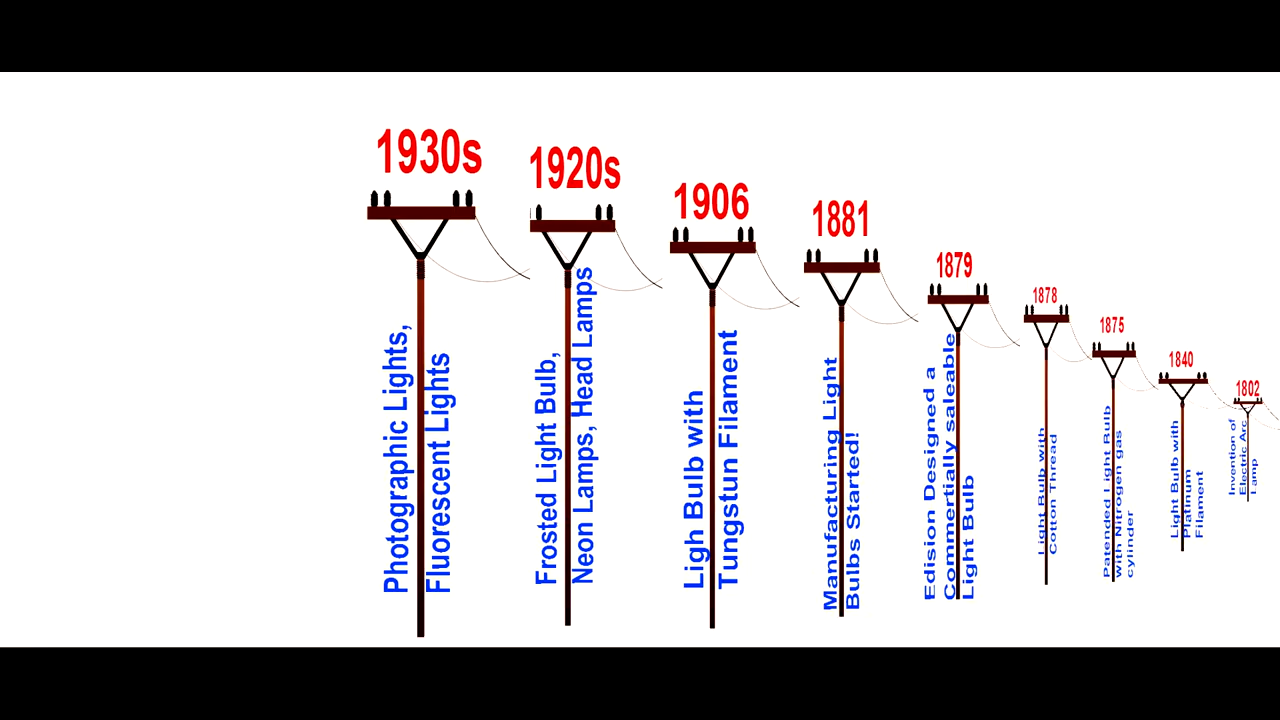 1930s
Photographic Lights,
Fluorescent Lights
1920s
Frosted Light Bulb,
Neon Lamps, Head Lamps
1906
Ligh Bulb with
Tungstun Filament
1881
Manufacturing Light
Bulbs Started!
1879
Edision Designed a
Commertially saleable
Light Bulb
1878
Light Bulb with
Cotton Thread
1875
Patended Light Bulb
with Nitrogen gas
cylinder
1840
Light Bulb with
Platinum
Filament
1802
Invention of
Electric Arc
Lamp